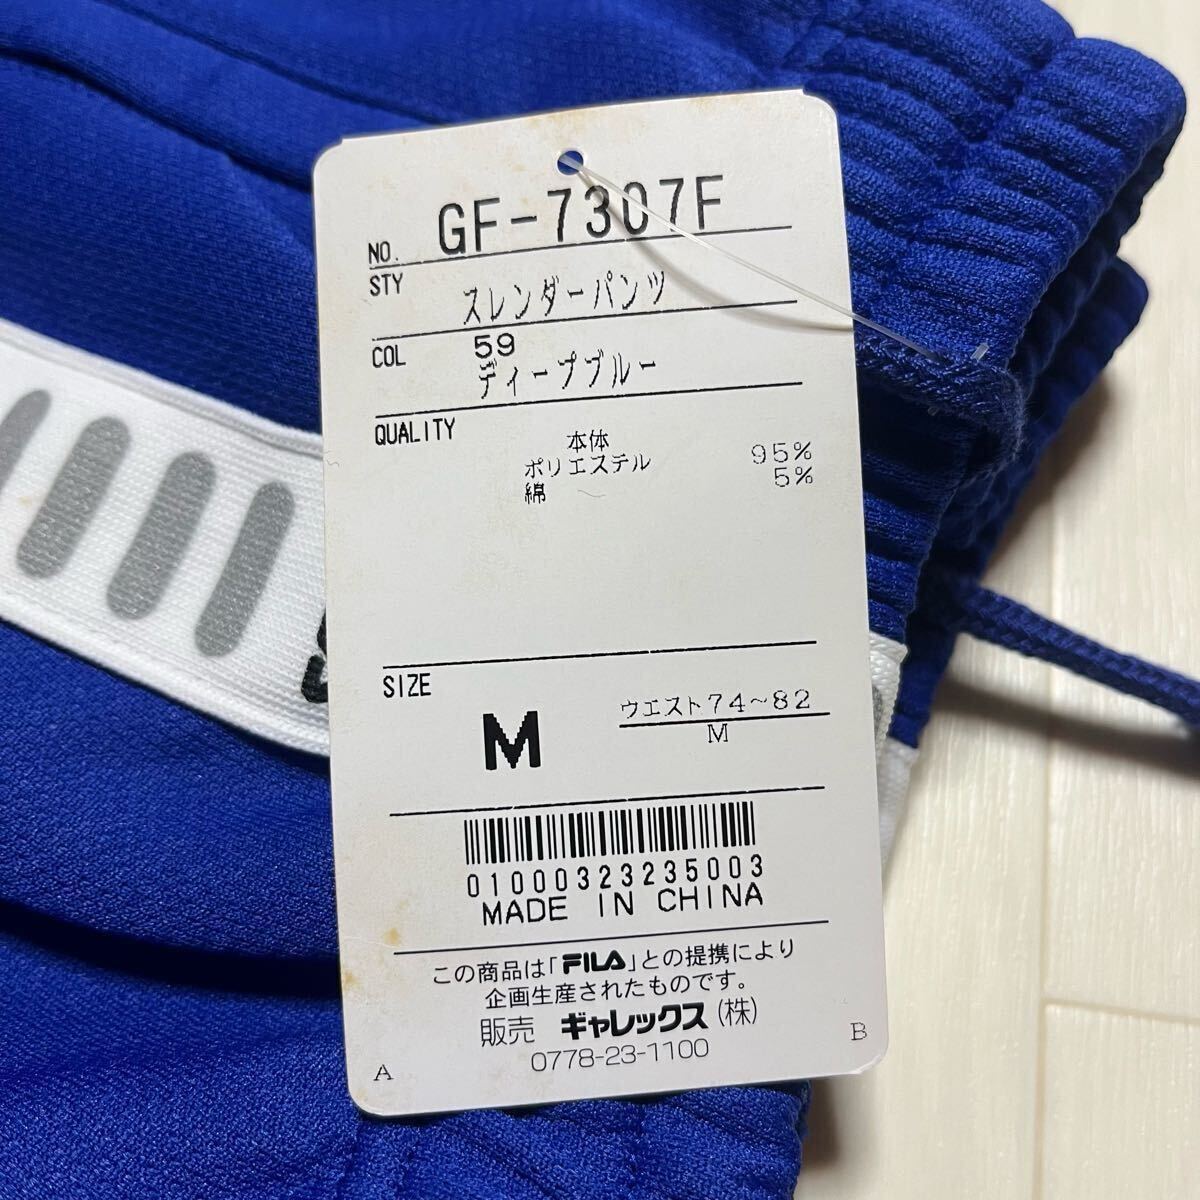 NO. GF-7307F
STY スレンダーパンツ
COL 59
ディープブルー
QUALITY
本体
ポリエステル 95%
綿 5%
SIZE M
ウエスト74~82
M
01000323235003
MADE IN CHINA
この商品は「FILA」との提携により
企画生産されたものです。
販売 ギャレックス(株)
0778-23-1100
A B